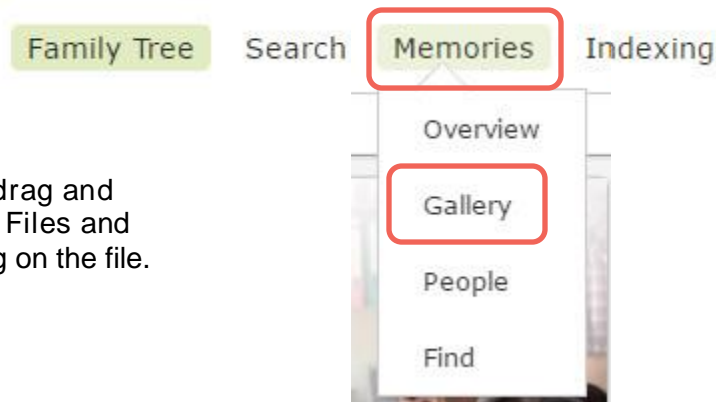 Family Tree Search Memories Indexing
Overview
Gallery
People
Find
drag and
Files and
g on the file.